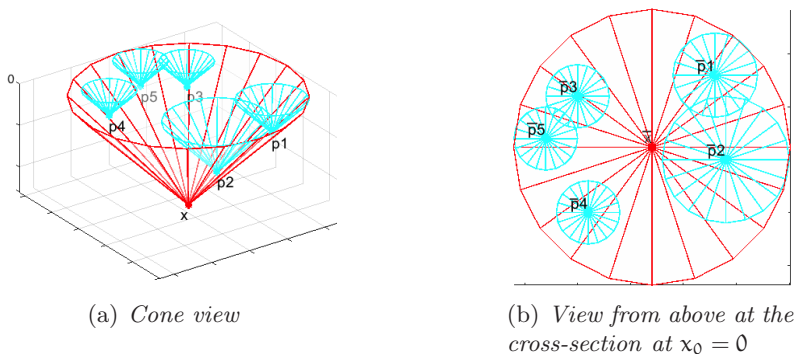 0
p5
p3
p4
p1
p2
x
p̄1
p̄3
x̄
p̄5
p̄2
p̄4
(a) Cone view
(b) View from above at the
cross-section at x₀ = 0